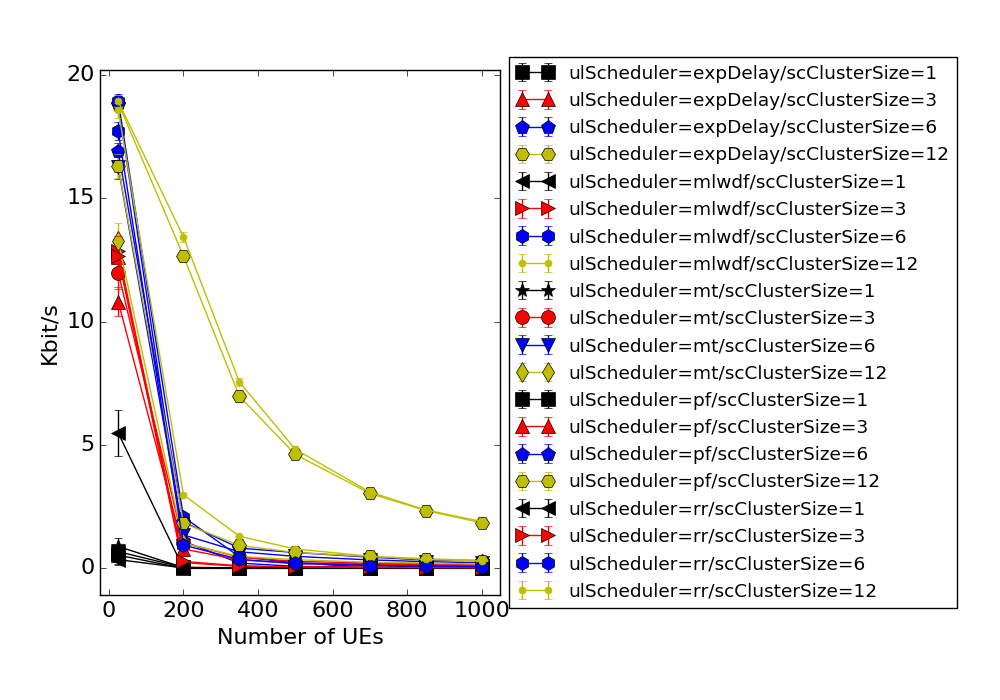 20
15
10
5
0
Kbit/s
0 200 400 600 800 1000
Number of UEs
ulScheduler=expDelay/scClusterSize=1
ulScheduler=expDelay/scClusterSize=3
ulScheduler=expDelay/scClusterSize=6
ulScheduler=expDelay/scClusterSize=12
ulScheduler=mlwdf/scClusterSize=1
ulScheduler=mlwdf/scClusterSize=3
ulScheduler=mlwdf/scClusterSize=6
ulScheduler=mlwdf/scClusterSize=12
ulScheduler=mt/scClusterSize=1
ulScheduler=mt/scClusterSize=3
ulScheduler=mt/scClusterSize=6
ulScheduler=mt/scClusterSize=12
ulScheduler=pf/scClusterSize=1
ulScheduler=pf/scClusterSize=3
ulScheduler=pf/scClusterSize=6
ulScheduler=pf/scClusterSize=12
ulScheduler=rr/scClusterSize=1
ulScheduler=rr/scClusterSize=3
ulScheduler=rr/scClusterSize=6
ulScheduler=rr/scClusterSize=12